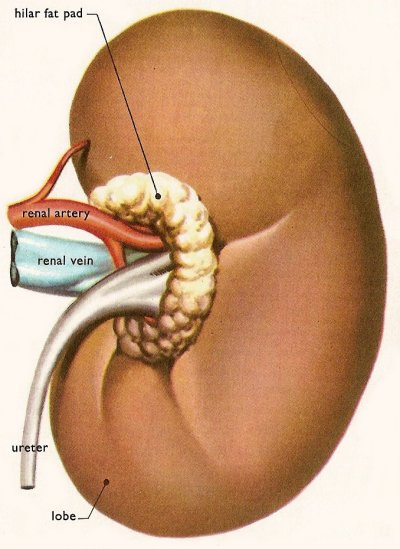 hilar fat pad
renal artery
renal vein
ureter
lobe